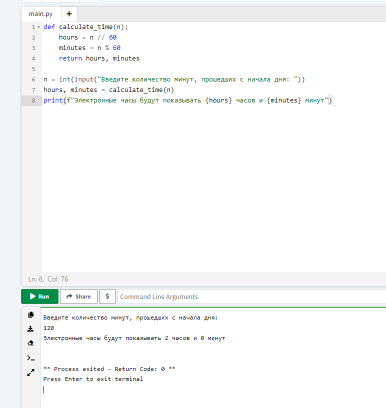 main.py +
1 def calculate_time(n):
2 hours = n // 60
3 minutes = n % 60
4 return hours, minutes
5
6 n = int(input("Введите количество минут, прошедших с начала дня: "))
7 hours, minutes = calculate_time(n)
8 print(f"Электронные часы будут показывать {hours} часов и {minutes} минут")
Ln: 8, Col: 76
Run Share $ Command Line Arguments
Введите количество минут, прошедших с начала дня:
120
Электронные часы будут показывать 2 часов и 0 минут
** Process exited - Return Code: 0 **
Press Enter to exit terminal